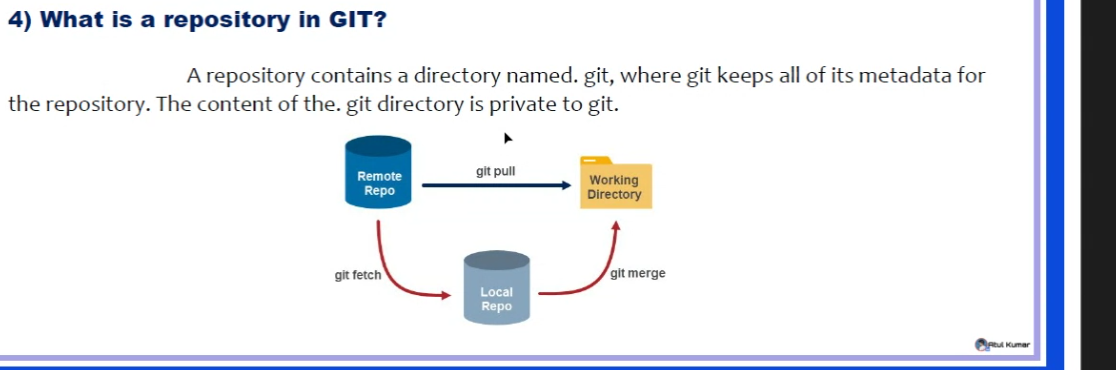 4) What is a repository in GIT?
A repository contains a directory named. git, where git keeps all of its metadata for
the repository. The content of the. git directory is private to git.
Remote
Repo
git pull
Working
Directory
git fetch
Local
Repo
git merge
Atul Kumar